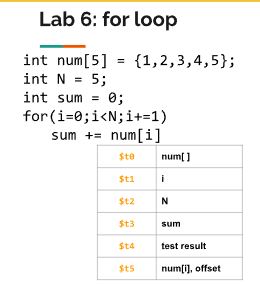 Lab 6: for loop
int num[5] = {1,2,3,4,5};
int N = 5;
int sum = 0;
for(i=0;i<N;i+=1)
sum += num[i]
$t0 num[ ]
$t1 i
$t2 N
$t3 sum
$t4 test result
$t5 num[i], offset